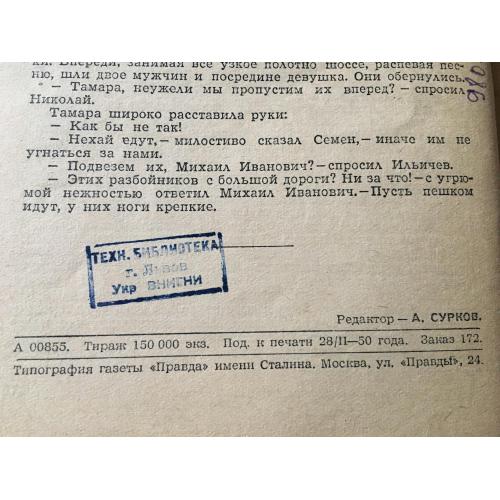 ки. Впереди, занимая все узкое полотно шоссе, распевая пес-
ню, шли двое мужчин и посредине девушка. Они обернулись.
— Тамара, неужели мы пропустим их вперед? — спросил
Николай.
Тамара широко расставила руки:
— Как бы не так!
— Нехай едут, — милостиво сказал Семен, — иначе им не
угнаться за нами.
— Подвезем их, Михаил Иванович? — спросил Ильичев.
— Этих разбойников с большой дороги? Ни за что! — с угрю-
мой нежностью ответил Михаил Иванович. — Пусть пешком
идут, у них ноги крепкие.
ТЕХН. БИБЛИОТЕКА
г. Львов
Укр ВНИГНИ
Редактор — А. СУРКОВ.
А 00855. Тираж 150 000 экз. Под. к печати 28/II—50 года. Заказ 172.
Типография газеты «Правда» имени Сталина. Москва, ул. «Правды», 24.